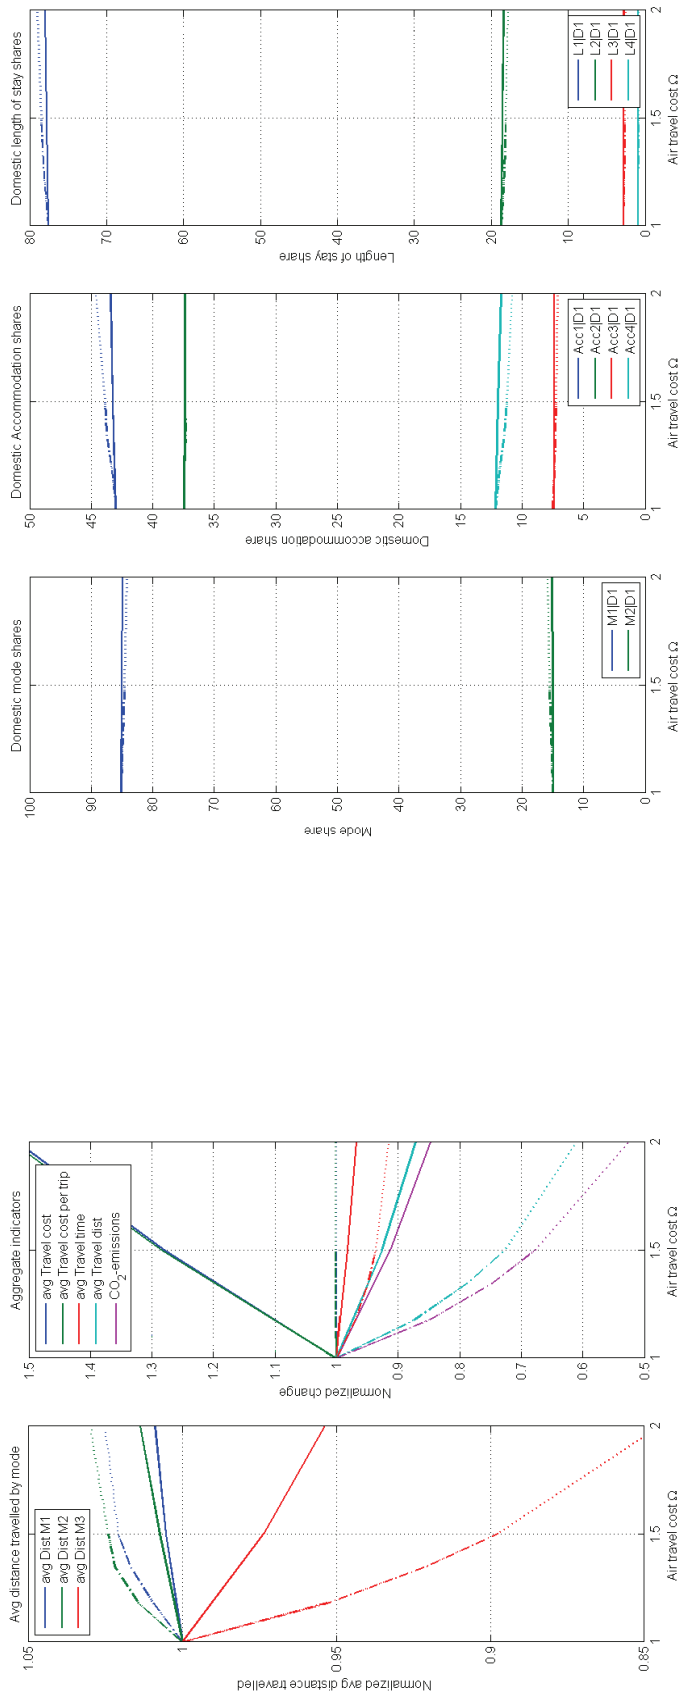 Avg distance travelled by mode
1.05
1
0.95
0.9
0.85
Normalized avg distance travelled
1
1.5
2
Air travel cost Ω
avg Dist M1
avg Dist M2
avg Dist M3
Aggregate indicators
1.5
1.4
1.3
1.2
1.1
1
0.9
0.8
0.7
0.6
0.5
Normalized change
1
1.5
2
Air travel cost Ω
avg Travel cost
avg Travel cost per trip
avg Travel time
avg Travel dist
CO₂-emissions
Domestic mode shares
100
90
80
70
60
50
40
30
20
10
0
Mode share
1
1.5
2
Air travel cost Ω
M1|D1
M2|D1
Domestic Accommodation shares
50
45
40
35
30
25
20
15
10
5
0
Domestic accommodation share
1
1.5
2
Air travel cost Ω
Acc1|D1
Acc2|D1
Acc3|D1
Acc4|D1
Domestic length of stay shares
80
70
60
50
40
30
20
10
0
Length of stay share
1
1.5
2
Air travel cost Ω
L1|D1
L2|D1
L3|D1
L4|D1